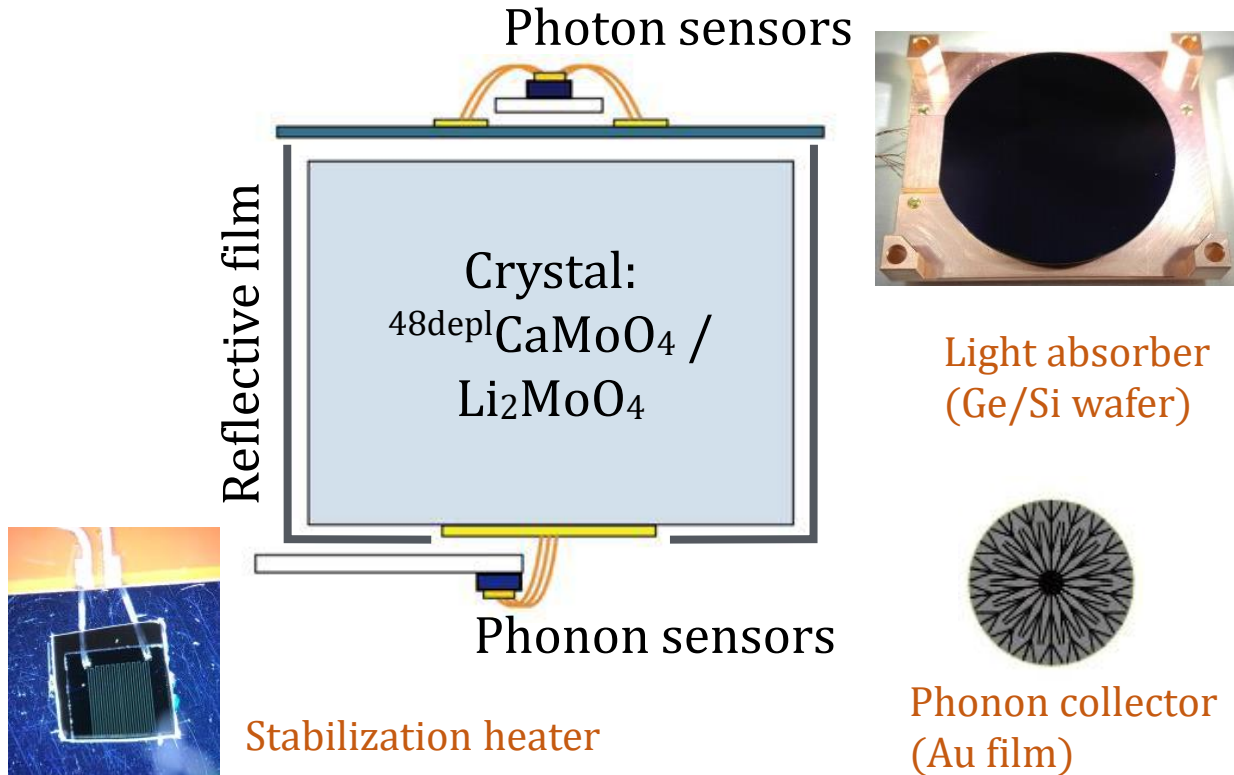 Photon sensors
Reflective film
Crystal:
⁴⁸ᵈᵉᵖˡCaMoO₄ /
Li₂MoO₄
Light absorber
(Ge/Si wafer)
Phonon sensors
Phonon collector
(Au film)
Stabilization heater